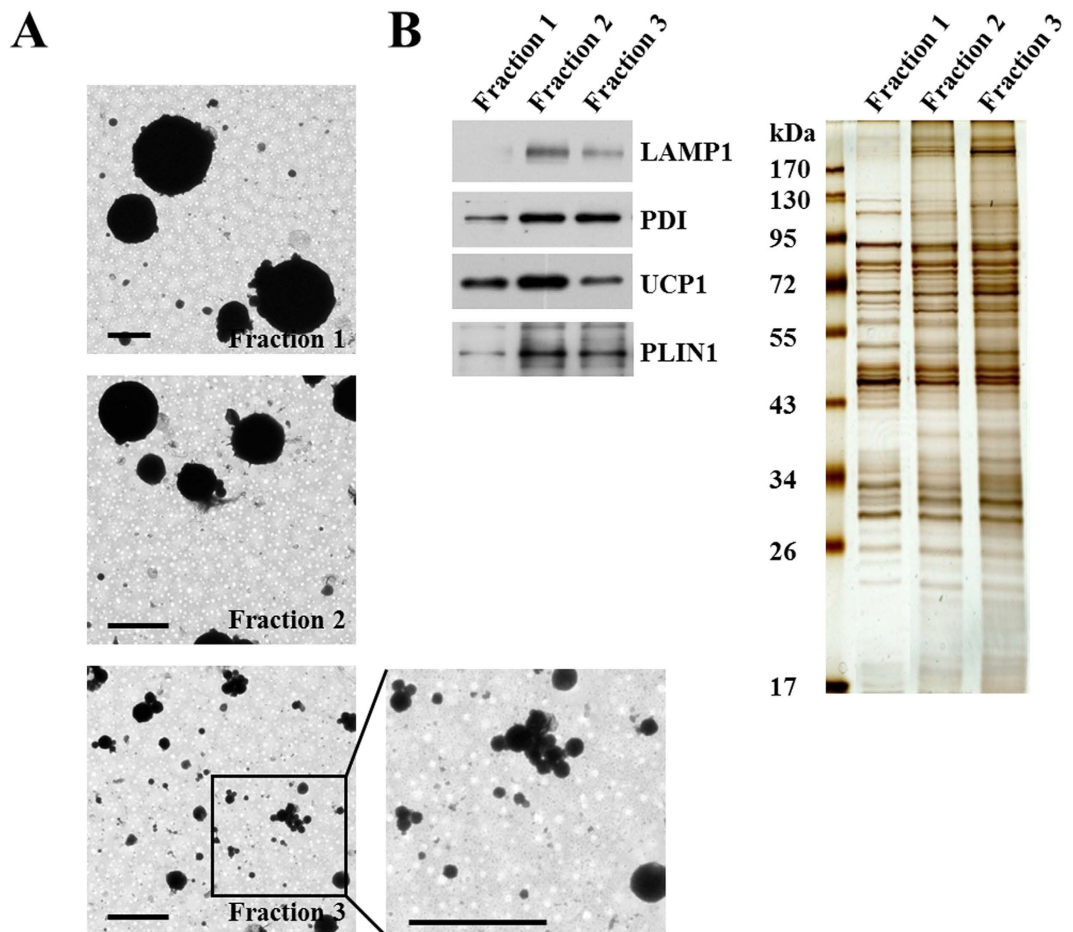 A
Fraction 1
Fraction 2
Fraction 3
B
Fraction 1
Fraction 2
Fraction 3
LAMP1
PDI
UCP1
PLIN1
Fraction 1
Fraction 2
Fraction 3
kDa
170
130
95
72
55
43
34
26
17